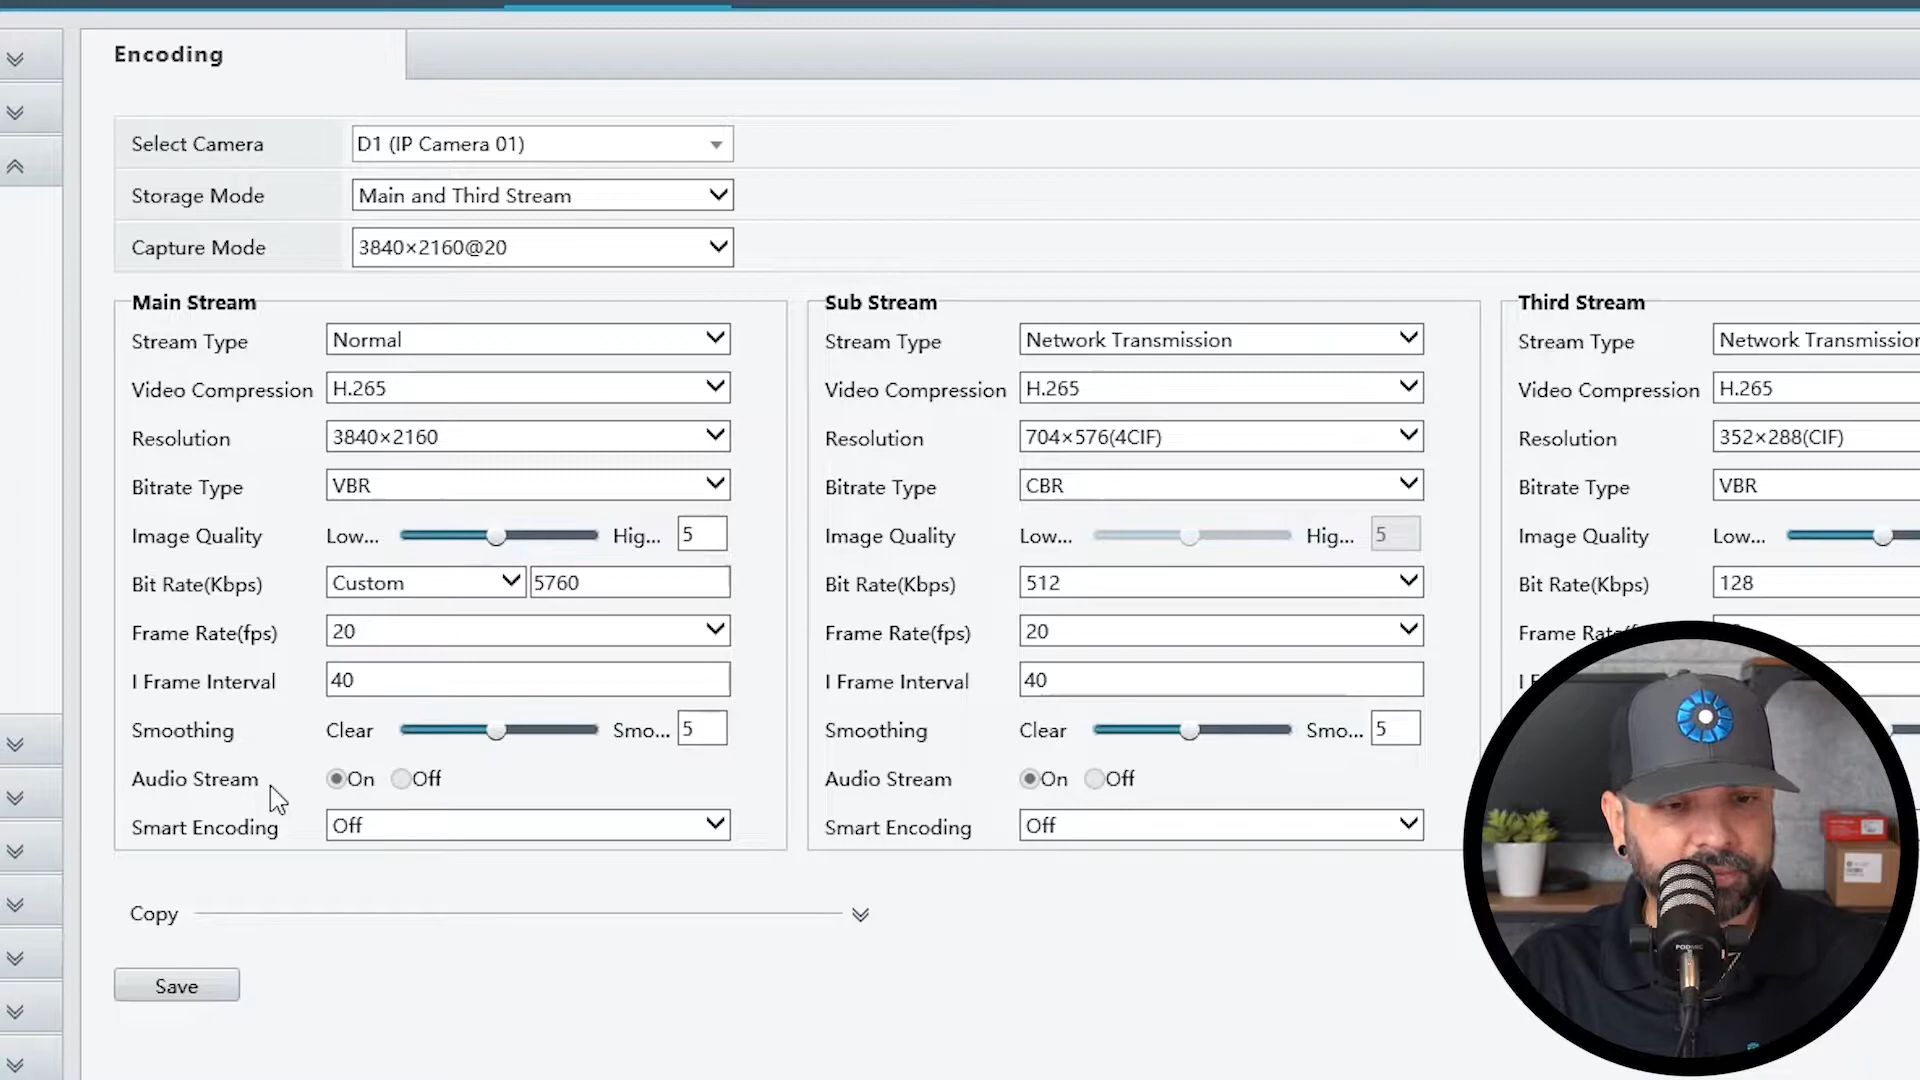 Encoding
Select Camera D1 (IP Camera 01)
Storage Mode Main and Third Stream
Capture Mode 3840×2160@20
Main Stream
Stream Type Normal
Video Compression H.265
Resolution 3840×2160
Bitrate Type VBR
Image Quality Low... Hig... 5
Bit Rate(Kbps) Custom 5760
Frame Rate(fps) 20
I Frame Interval 40
Smoothing Clear Smo... 5
Audio Stream On Off
Smart Encoding Off
Sub Stream
Stream Type Network Transmission
Video Compression H.265
Resolution 704×576(4CIF)
Bitrate Type CBR
Image Quality Low... Hig... 5
Bit Rate(Kbps) 512
Frame Rate(fps) 20
I Frame Interval 40
Smoothing Clear Smo... 5
Audio Stream On Off
Smart Encoding Off
Third Stream
Stream Type Network Transmission
Video Compression H.265
Resolution 352×288(CIF)
Bitrate Type VBR
Image Quality Low...
Bit Rate(Kbps) 128
Frame
I
Copy
Save
PODMIC